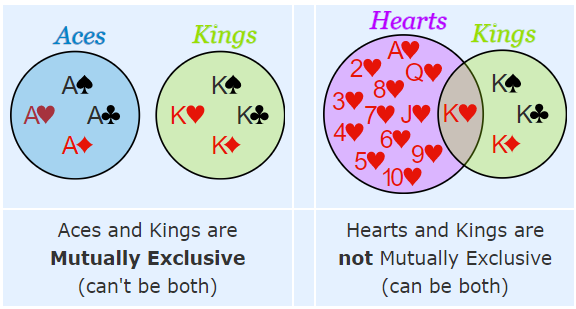 Aces
Kings
A♠
A♥ A♣
A♦
K♠
K♥ K♣
K♦
Aces and Kings are
Mutually Exclusive
(can't be both)
Hearts
Kings
A♥
2♥ Q♥
8♥
3♥
7♥ J♥
4♥ 6♥
5♥ 9♥
10♥
K♥
K♠
K♣
K♦
Hearts and Kings are
not Mutually Exclusive
(can be both)